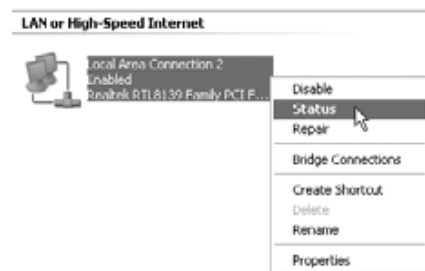 LAN or High-Speed Internet
Local Area Connection 2
Enabled
Realtek RTL8139 Family PCI F...
Disable
Status
Repair
Bridge Connections
Create Shortcut
Delete
Rename
Properties